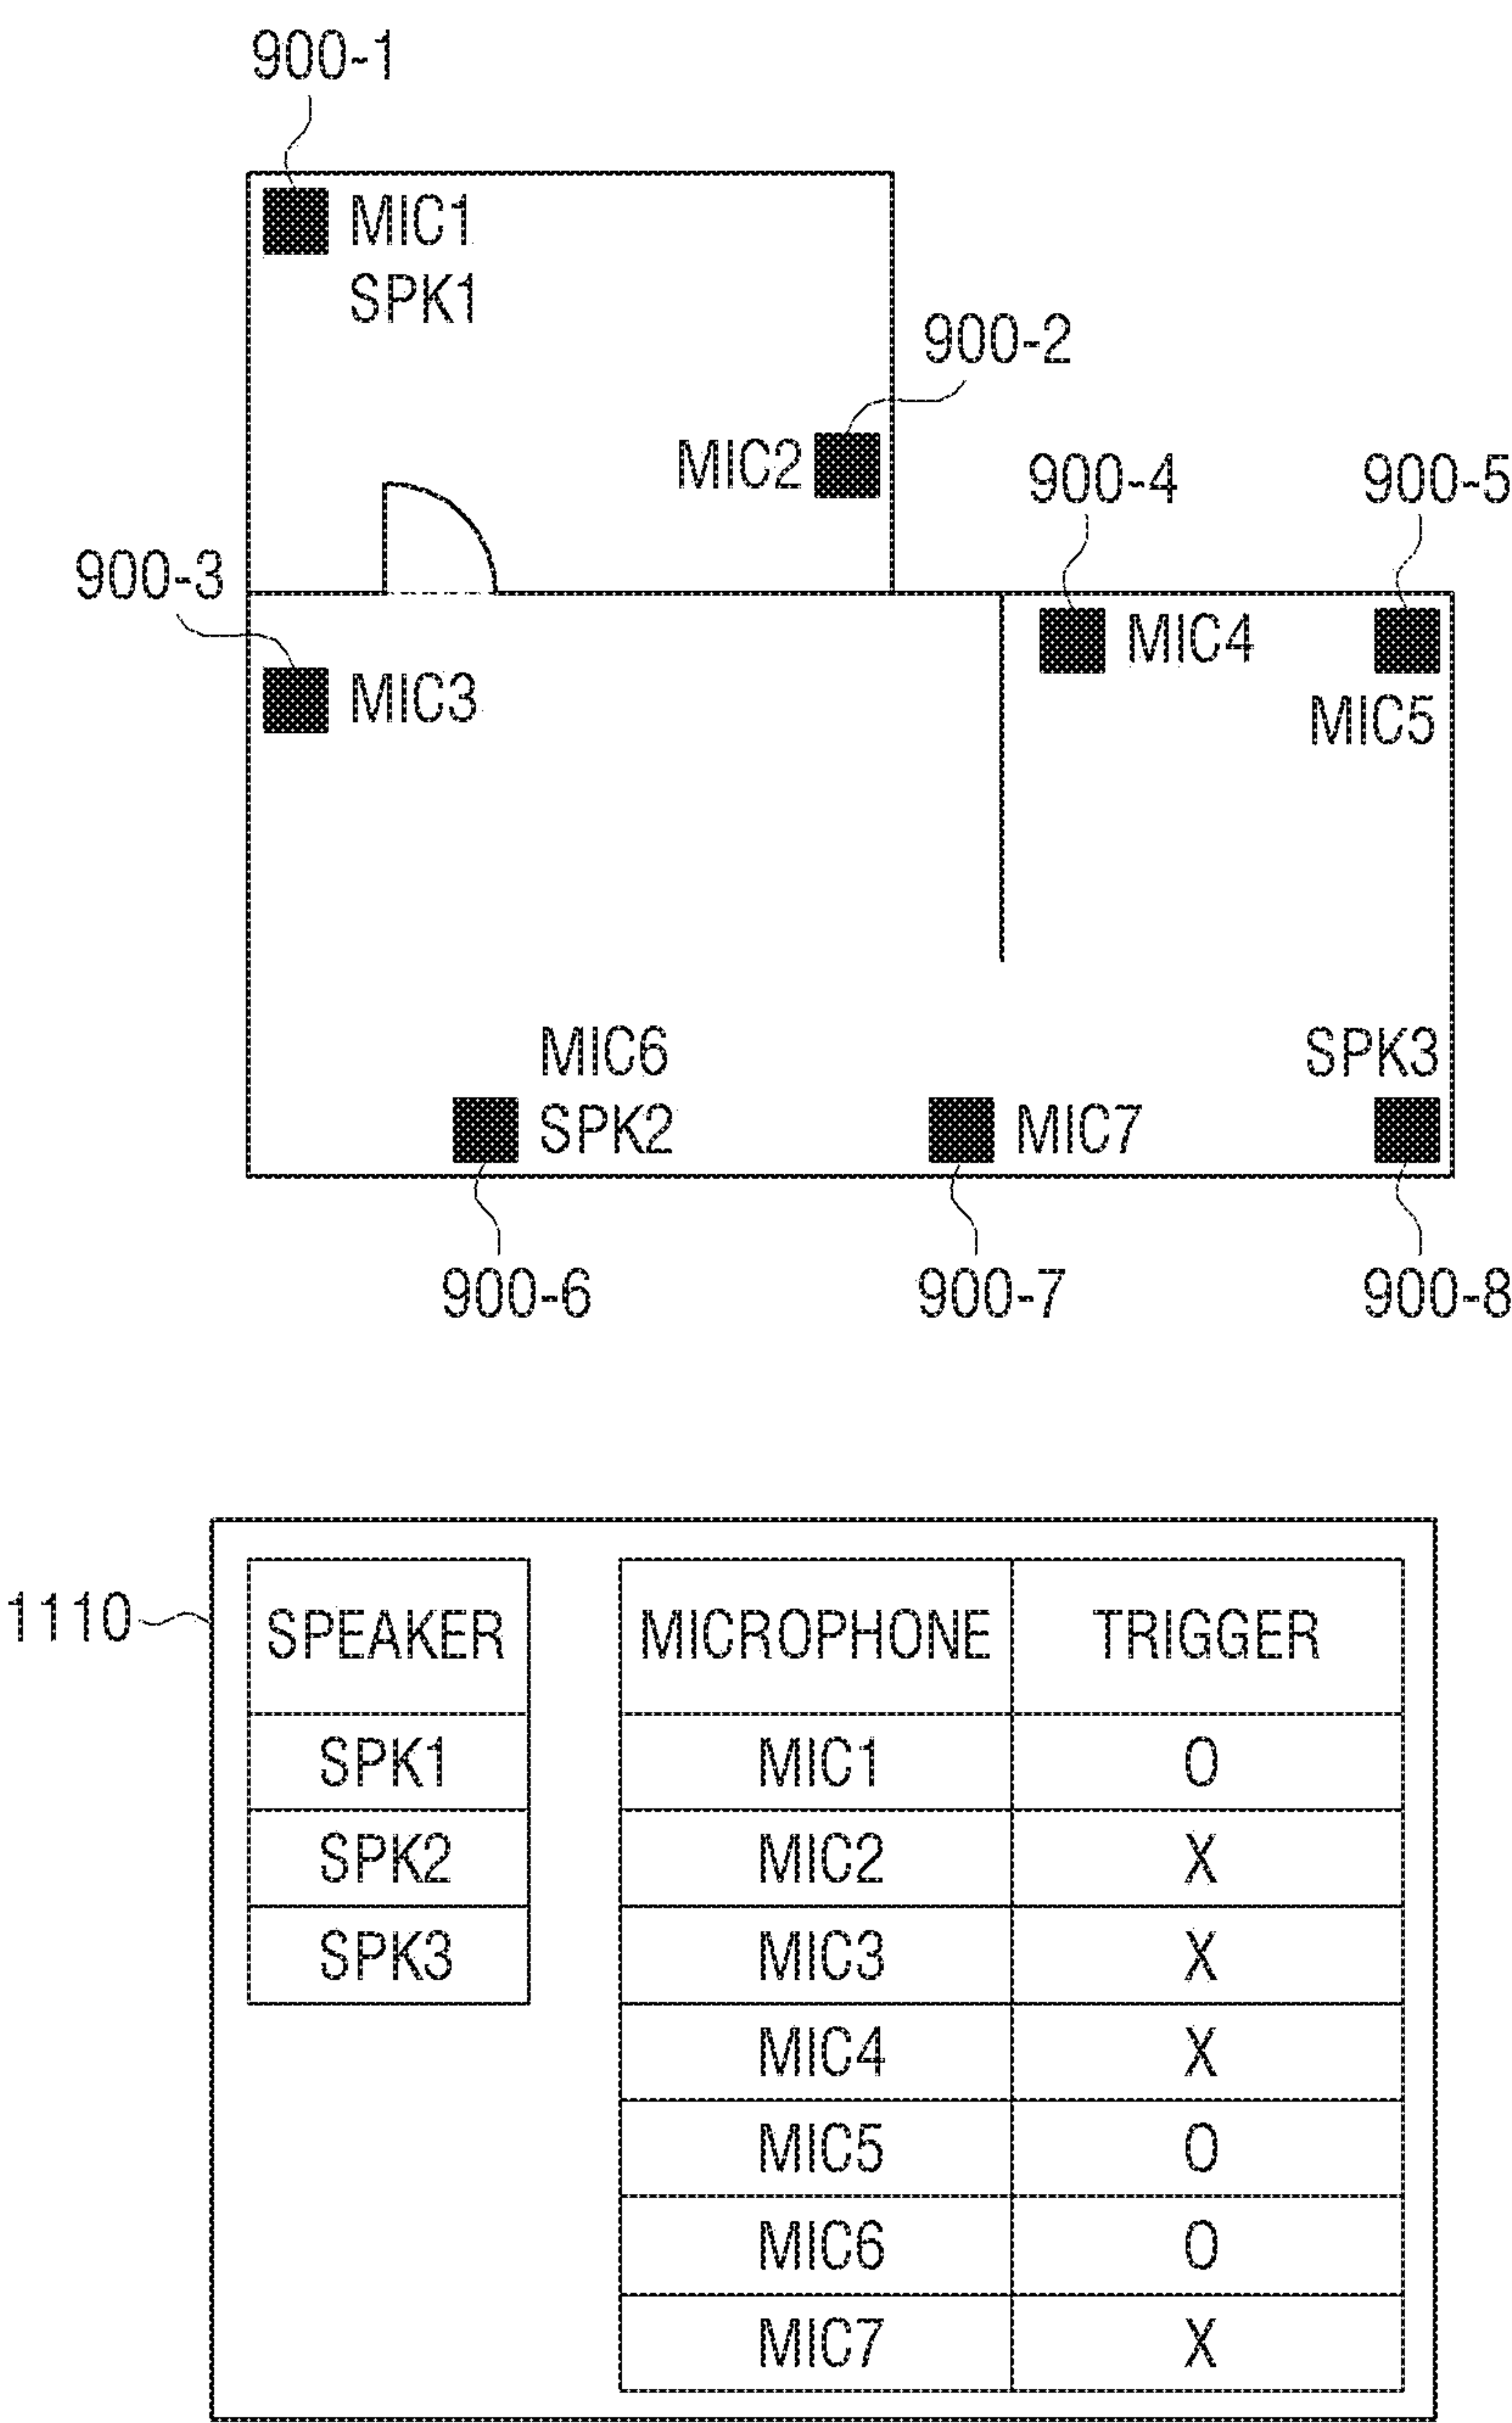 900-1
MIC1
SPK1
900-2
MIC2
900-4
900-5
900-3
MIC4
MIC3
MIC5
MIC6
SPK3
SPK2
MIC7
900-6
900-7
900-8
1110
SPEAKER MICROPHONE TRIGGER
SPK1 MIC1 O
SPK2 MIC2 X
SPK3 MIC3 X
MIC4 X
MIC5 O
MIC6 O
MIC7 X